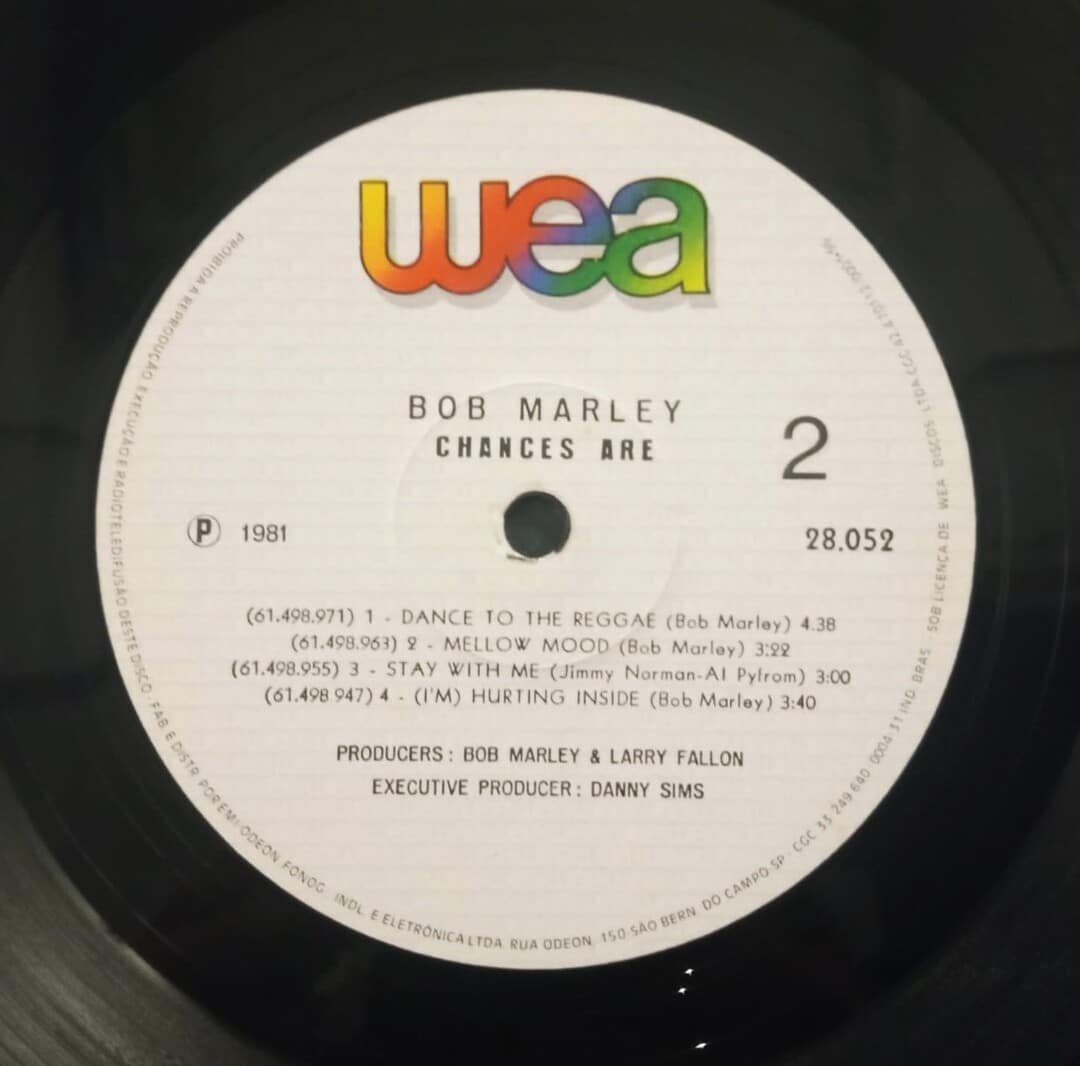 wea
BOB MARLEY
CHANCES ARE
2
Ⓟ 1981
28.052
(61.498.971) 1 - DANCE TO THE REGGAE (Bob Marley) 4.38
(61.498.963) 2 - MELLOW MOOD (Bob Marley) 3:22
(61.498.955) 3 - STAY WITH ME (Jimmy Norman-Al Pylrom) 3:00
(61.498.947) 4 - (I'M) HURTING INSIDE (Bob Marley) 3:40
PRODUCERS: BOB MARLEY & LARRY FALLON
EXECUTIVE PRODUCER: DANNY SIMS
PROIBIDA A REPRODUÇÃO EXECUÇÃO E RADIOTELEDIFUSÃO DESTE DISCO - FAB. E DISTR. POR EMI-ODEON FONOG. INDL. E ELETRÔNICA LTDA. RUA ODEON, 150-SÃO BERN. DO CAMPO SP - CGC 33 249 640 0004-31 IND. BRAS. SOB LICENÇA DE WEA DISCOS LTDA CGC